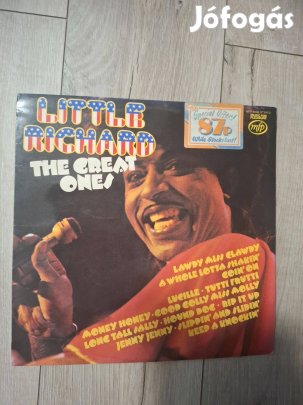 Jófogás
LITTLE
RICHARD
THE GREAT
ONES
Special Offer!
87p
While Stocks Last!
mfp
LAWDY MISS CLAWDY
A WHOLE LOTTA SHAKIN'
GOIN' ON
LUCILLE · TUTTI FRUTTI
MONEY HONEY · GOOD GOLLY MISS MOLLY
LONG TALL SALLY · HOUND DOG · RIP IT UP
JENNY JENNY · SLIPPIN' AND SLIDIN'
KEEP A KNOCKIN'